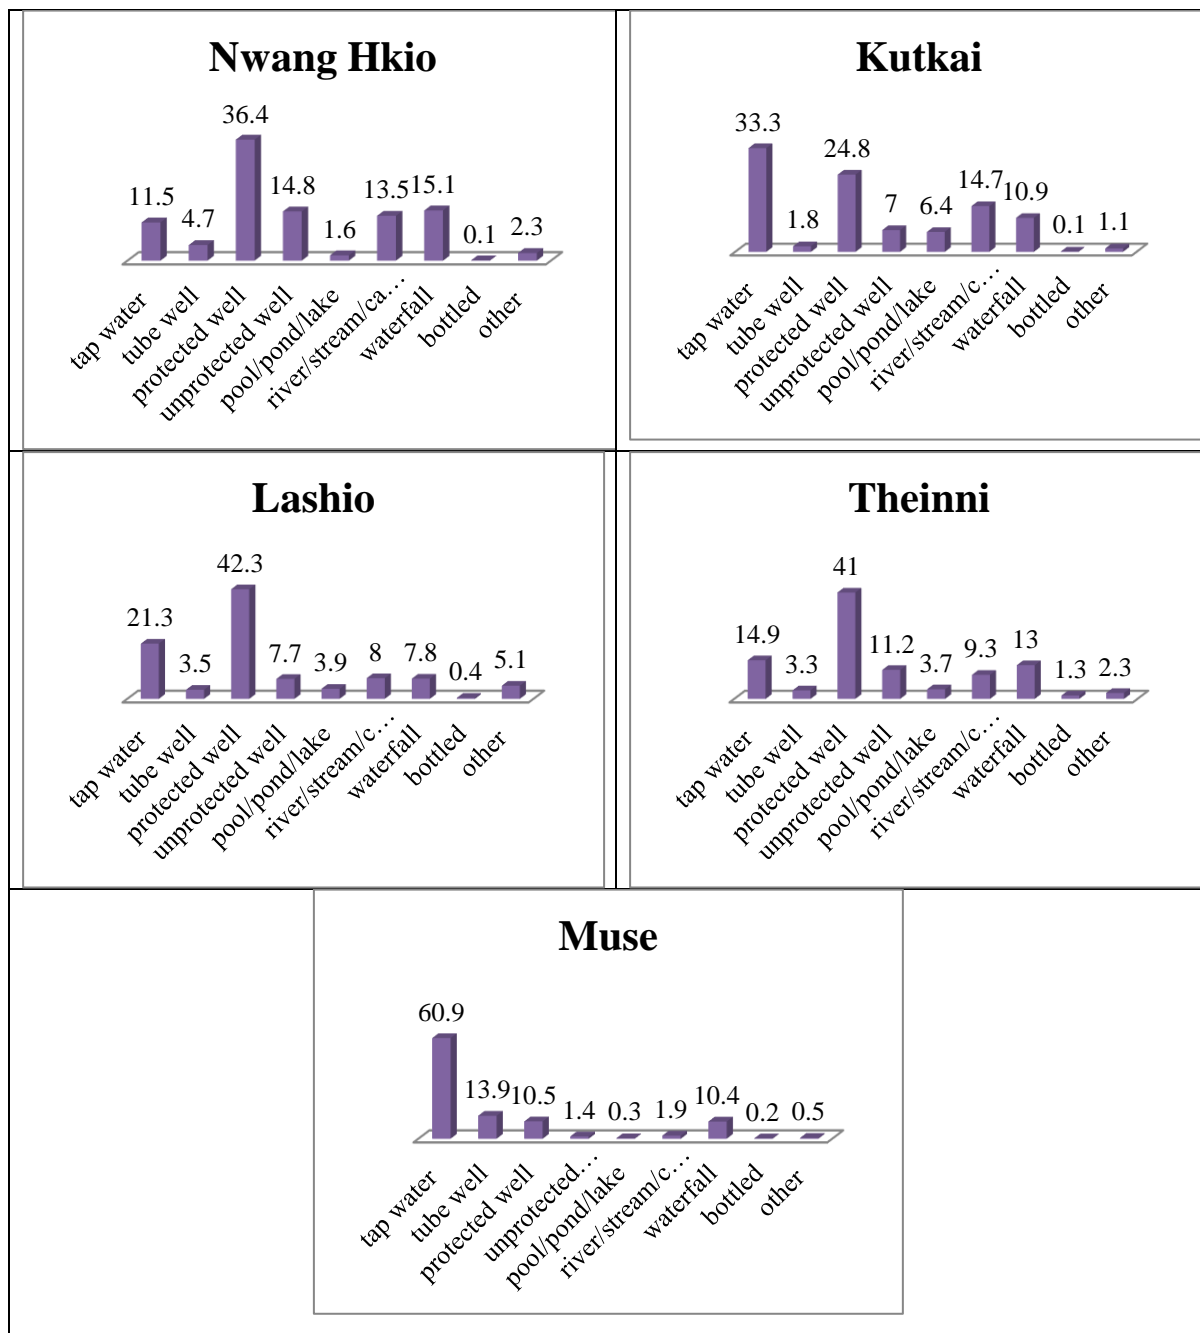 Nwang Hkio
11.5
4.7
36.4
14.8
1.6
13.5
15.1
0.1
2.3
tap water
tube well
protected well
unprotected well
pool/pond/lake
river/stream/ca…
waterfall
bottled
other
Kutkai
33.3
1.8
24.8
7
6.4
14.7
10.9
0.1
1.1
tap water
tube well
protected well
unprotected well
pool/pond/lake
river/stream/c…
waterfall
bottled
other
Lashio
21.3
3.5
42.3
7.7
3.9
8
7.8
0.4
5.1
tap water
tube well
protected well
unprotected well
pool/pond/lake
river/stream/c…
waterfall
bottled
other
Theinni
14.9
3.3
41
11.2
3.7
9.3
13
1.3
2.3
tap water
tube well
protected well
unprotected well
pool/pond/lake
river/stream/c…
waterfall
bottled
other
Muse
60.9
13.9
10.5
1.4
0.3
1.9
10.4
0.2
0.5
tap water
tube well
protected well
unprotected…
pool/pond/lake
river/stream/c…
waterfall
bottled
other